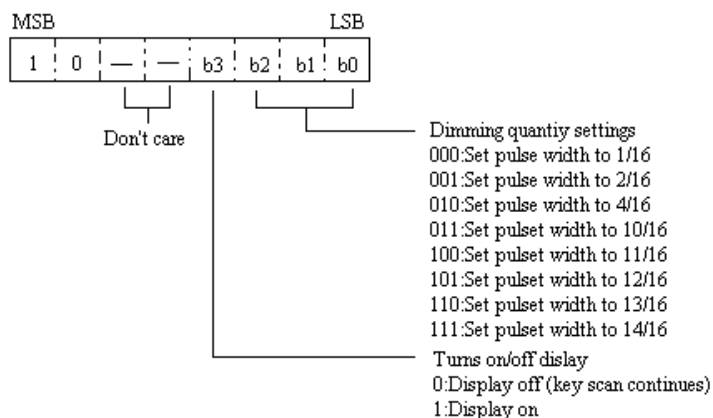 MSB LSB
1 0 — — b3 b2 b1 b0
Don't care
Dimming quantiy settings
000:Set pulse width to 1/16
001:Set pulse width to 2/16
010:Set pulse width to 4/16
011:Set pulset width to 10/16
100:Set pulset width to 11/16
101:Set pulset width to 12/16
110:Set pulset width to 13/16
111:Set pulset width to 14/16
Turns on/off dislay
0:Display off (key scan continues)
1:Display on